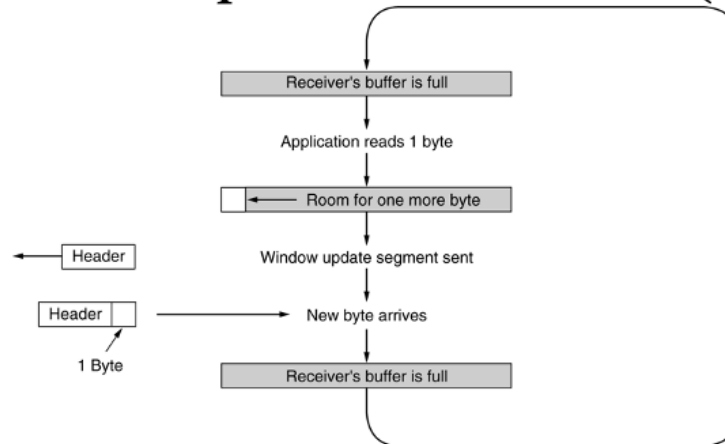 Receiver's buffer is full
Application reads 1 byte
Room for one more byte
Header
Window update segment sent
Header
New byte arrives
1 Byte
Receiver's buffer is full